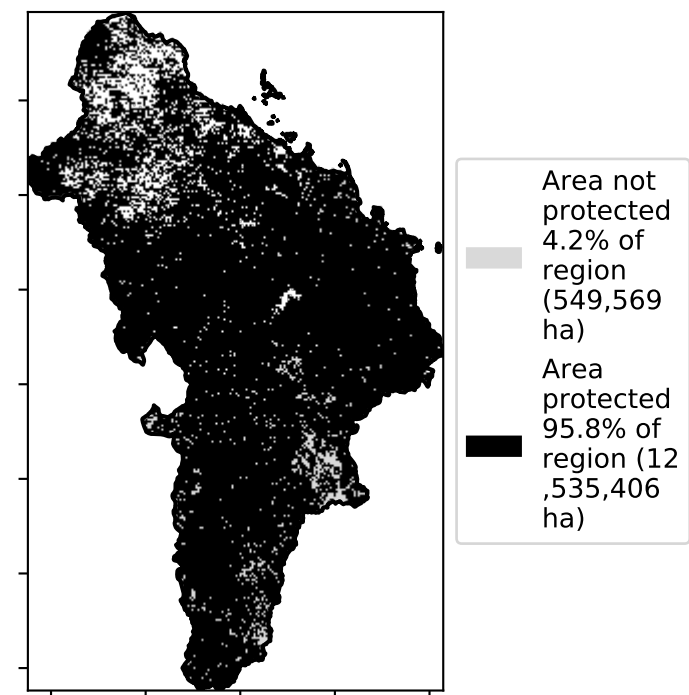 Area not
protected
4.2% of
region
(549,569
ha)
Area
protected
95.8% of
region (12
,535,406
ha)